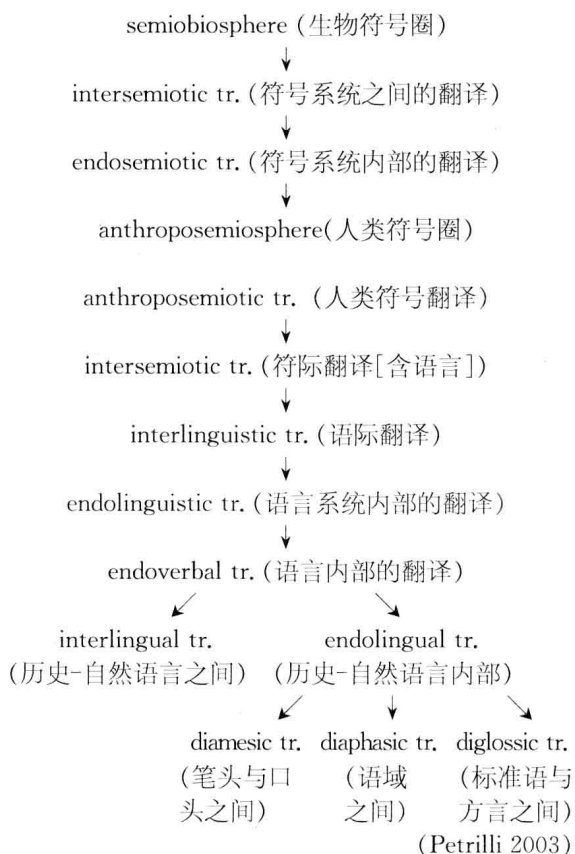 semiobiosphere (生物符号圈)
intersemiotic tr. (符号系统之间的翻译)
endosemiotic tr. (符号系统内部的翻译)
anthroposemiosphere(人类符号圈)
anthroposemiotic tr. (人类符号翻译)
intersemiotic tr. (符际翻译[含语言])
interlinguistic tr. (语际翻译)
endolinguistic tr. (语言系统内部的翻译)
endoverbal tr. (语言内部的翻译)
interlingual tr. endolingual tr.
(历史-自然语言之间) (历史-自然语言内部)
diamesic tr. diaphasic tr. diglossic tr.
(笔头与口 (语域 (标准语与
头之间) 之间) 方言之间)
(Petrilli 2003)